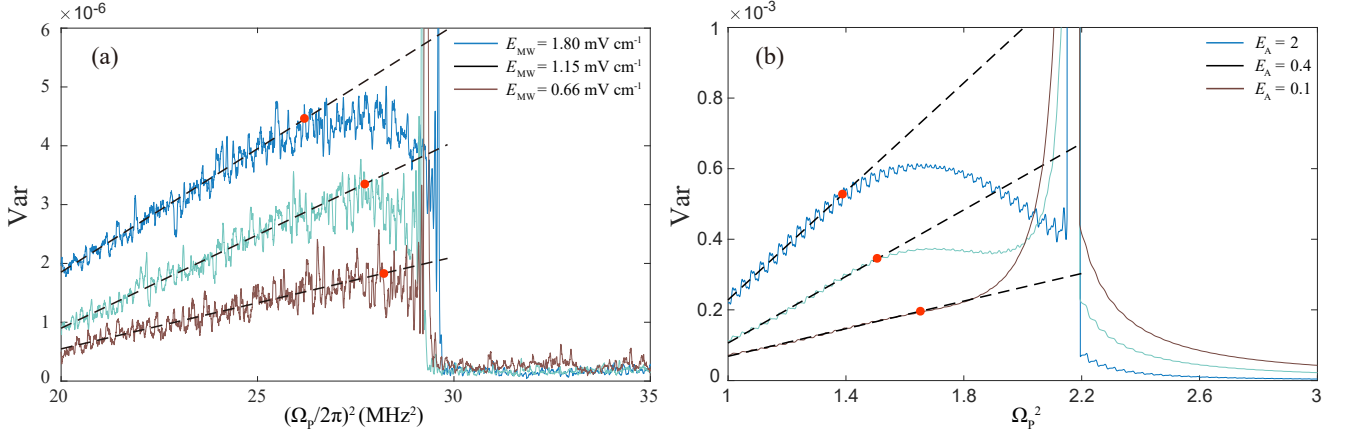 ×10⁻⁶
(a)
E_MW = 1.80 mV cm⁻¹
E_MW = 1.15 mV cm⁻¹
E_MW = 0.66 mV cm⁻¹
6
5
4
3
2
1
0
Var
20 25 30 35
(Ω_P/2π)² (MHz²)
×10⁻³
(b)
E_A = 2
E_A = 0.4
E_A = 0.1
1
0.8
0.6
0.4
0.2
0
Var
1 1.4 1.8 2.2 2.6 3
Ω_P²